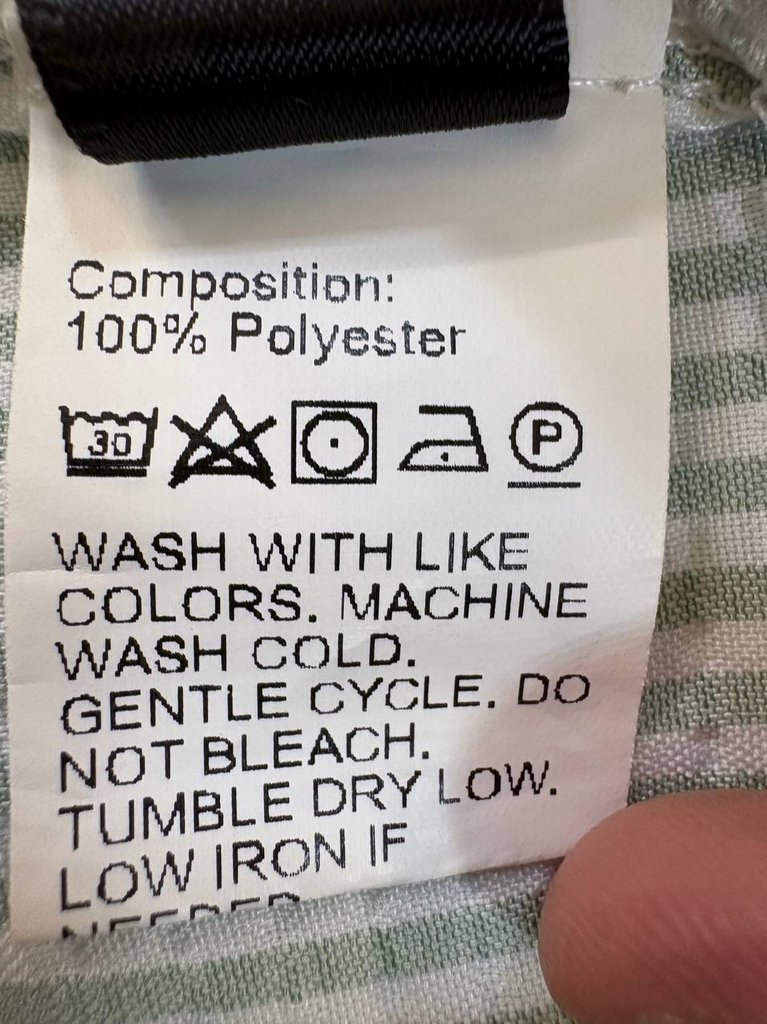 Composition:
100% Polyester
30
P
WASH WITH LIKE
COLORS. MACHINE
WASH COLD.
GENTLE CYCLE. DO
NOT BLEACH.
TUMBLE DRY LOW.
LOW IRON IF
NEEDED